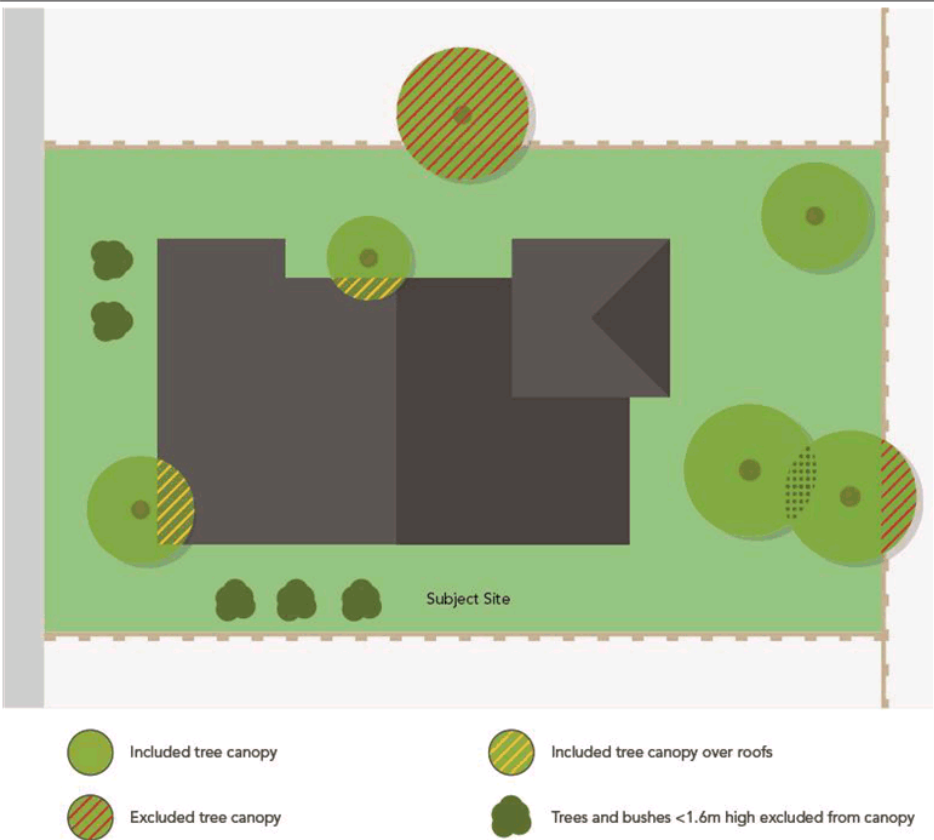 Subject Site
Included tree canopy
Included tree canopy over roofs
Excluded tree canopy
Trees and bushes <1.6m high excluded from canopy